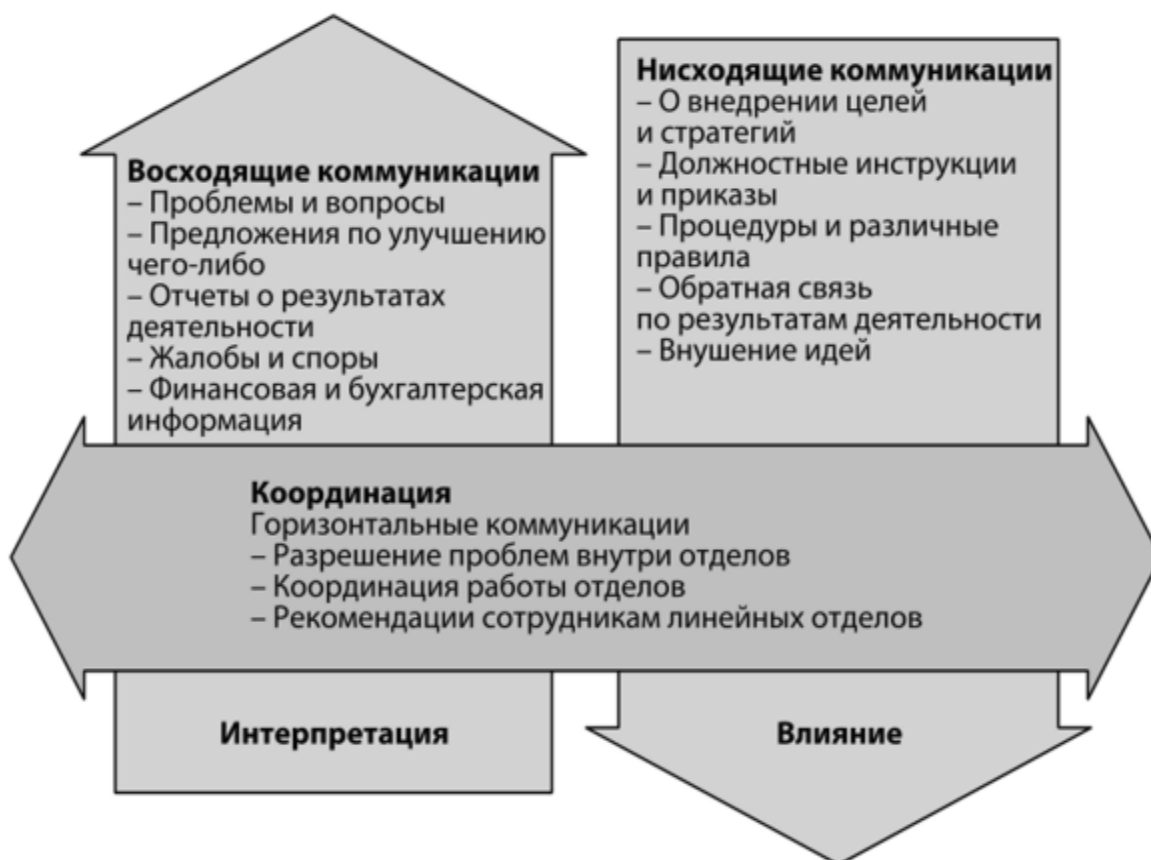 Восходящие коммуникации
– Проблемы и вопросы
– Предложения по улучшению
чего-либо
– Отчеты о результатах
деятельности
– Жалобы и споры
– Финансовая и бухгалтерская
информация
Нисходящие коммуникации
– О внедрении целей
и стратегий
– Должностные инструкции
и приказы
– Процедуры и различные
правила
– Обратная связь
по результатам деятельности
– Внушение идей
Координация
Горизонтальные коммуникации
– Разрешение проблем внутри отделов
– Координация работы отделов
– Рекомендации сотрудникам линейных отделов
Интерпретация
Влияние